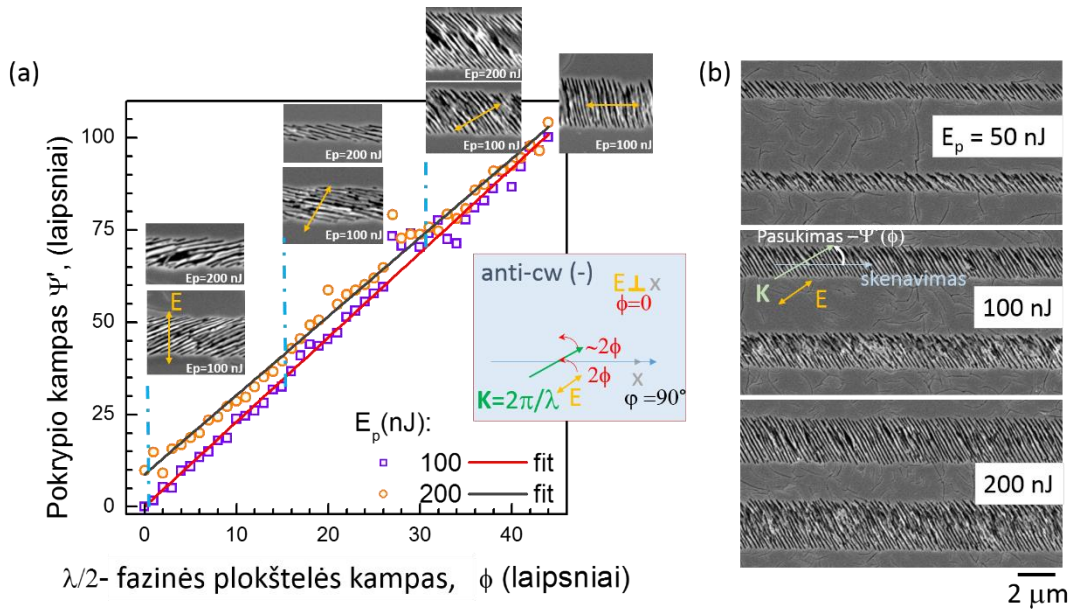 (a)
Ep=200 nJ
Ep=100 nJ
Ep=100 nJ
Ep=200 nJ
Ep=100 nJ
E
Ep=200 nJ
Ep=100 nJ
Pokrypio kampas Ψ', (laipsniai)
100
75
50
25
0
0
10
20
30
40
λ/2- fazinės plokštelės kampas, ϕ (laipsniai)
E_p(nJ):
100 fit
200 fit
anti-cw (-)
E ⊥ X
ϕ=0
~2ϕ
2ϕ
X
K=2π/λ E
φ =90°
(b)
E_p = 50 nJ
Pasukimas –Ψ (ϕ)
skenavimas
K
E
100 nJ
200 nJ
2 μm